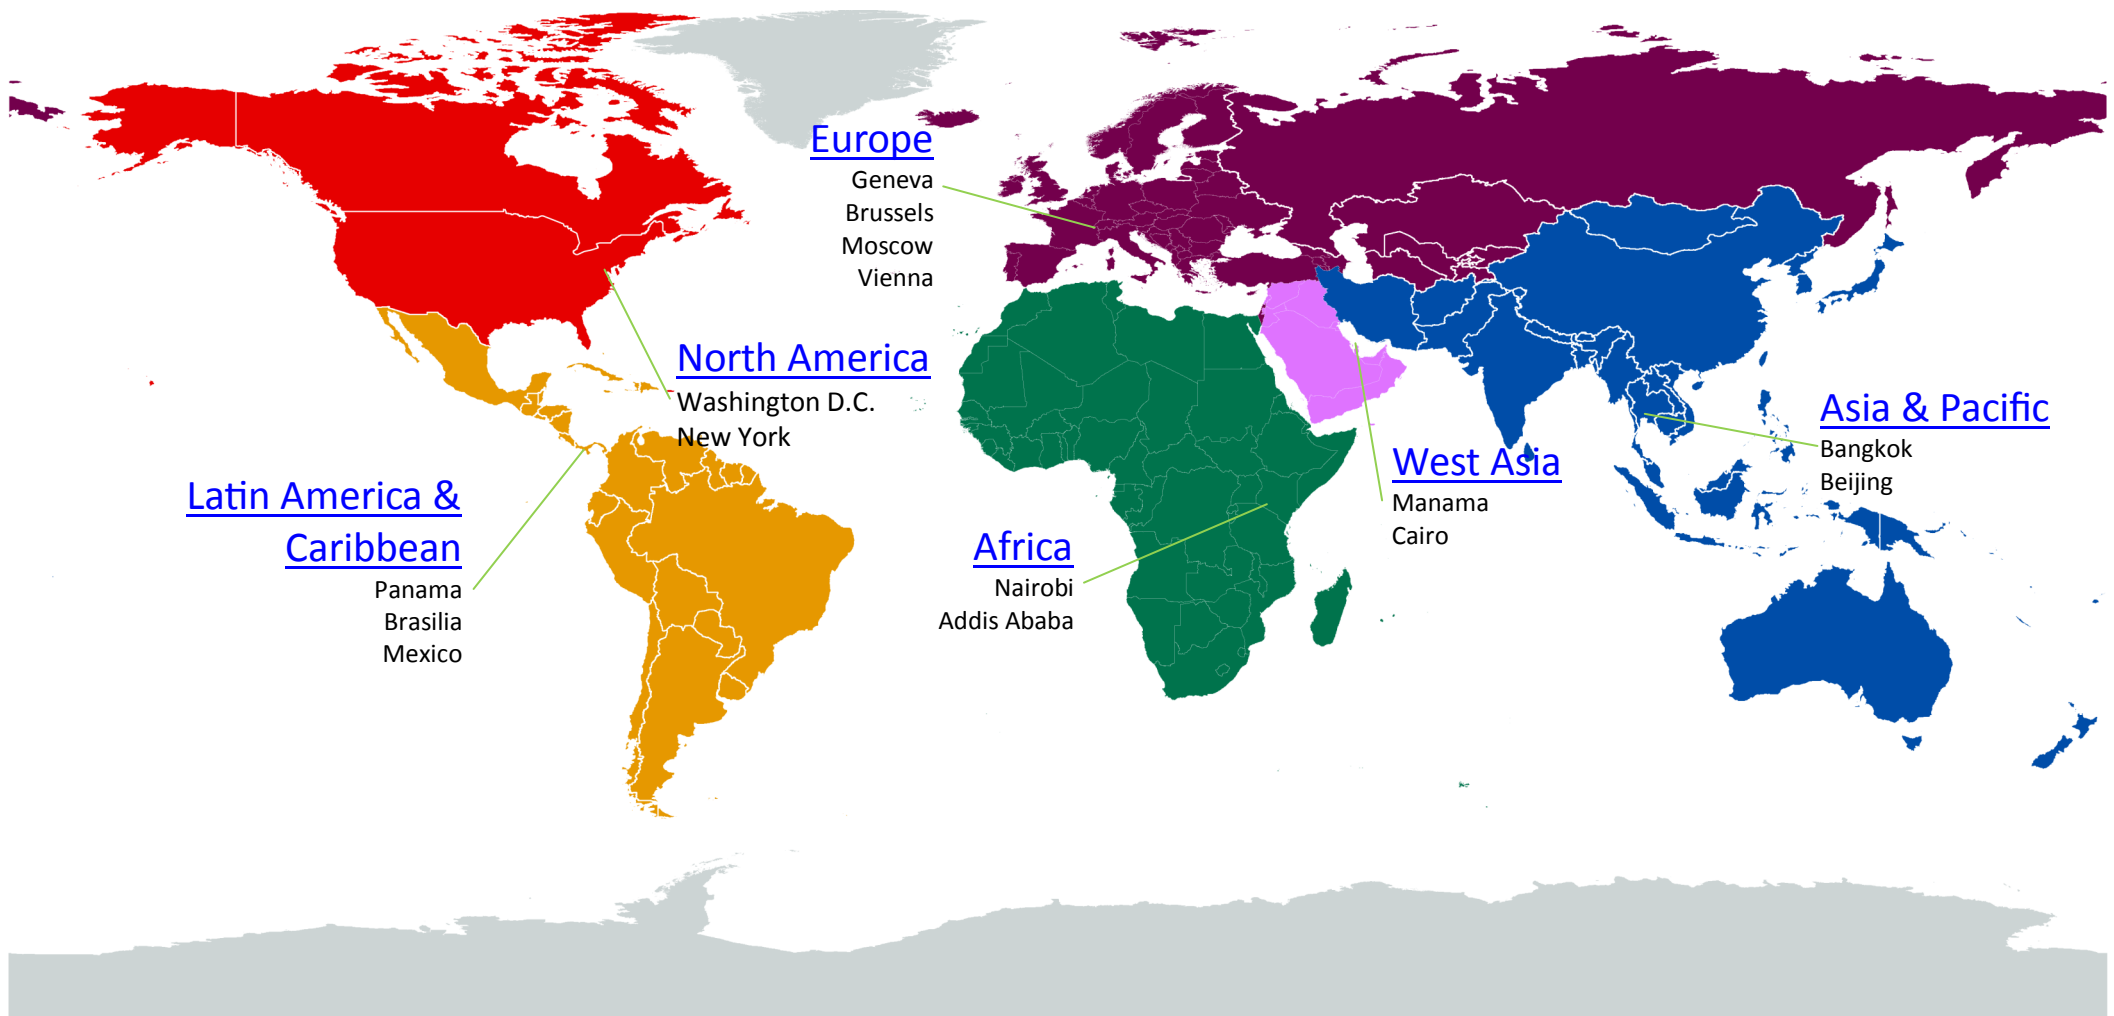 Europe
Geneva
Brussels
Moscow
Vienna
North America
Washington D.C.
New York
Latin America &
Caribbean
Panama
Brasilia
Mexico
Africa
Nairobi
Addis Ababa
West Asia
Manama
Cairo
Asia & Pacific
Bangkok
Beijing